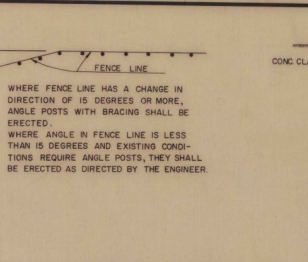 FENCE LINE
CONC CL
WHERE FENCE LINE HAS A CHANGE IN
DIRECTION OF 15 DEGREES OR MORE,
ANGLE POSTS WITH BRACING SHALL BE
ERECTED.
WHERE ANGLE IN FENCE LINE IS LESS
THAN 15 DEGREES AND EXISTING CONDI-
TIONS REQUIRE ANGLE POSTS, THEY SHALL
BE ERECTED AS DIRECTED BY THE ENGINEER.